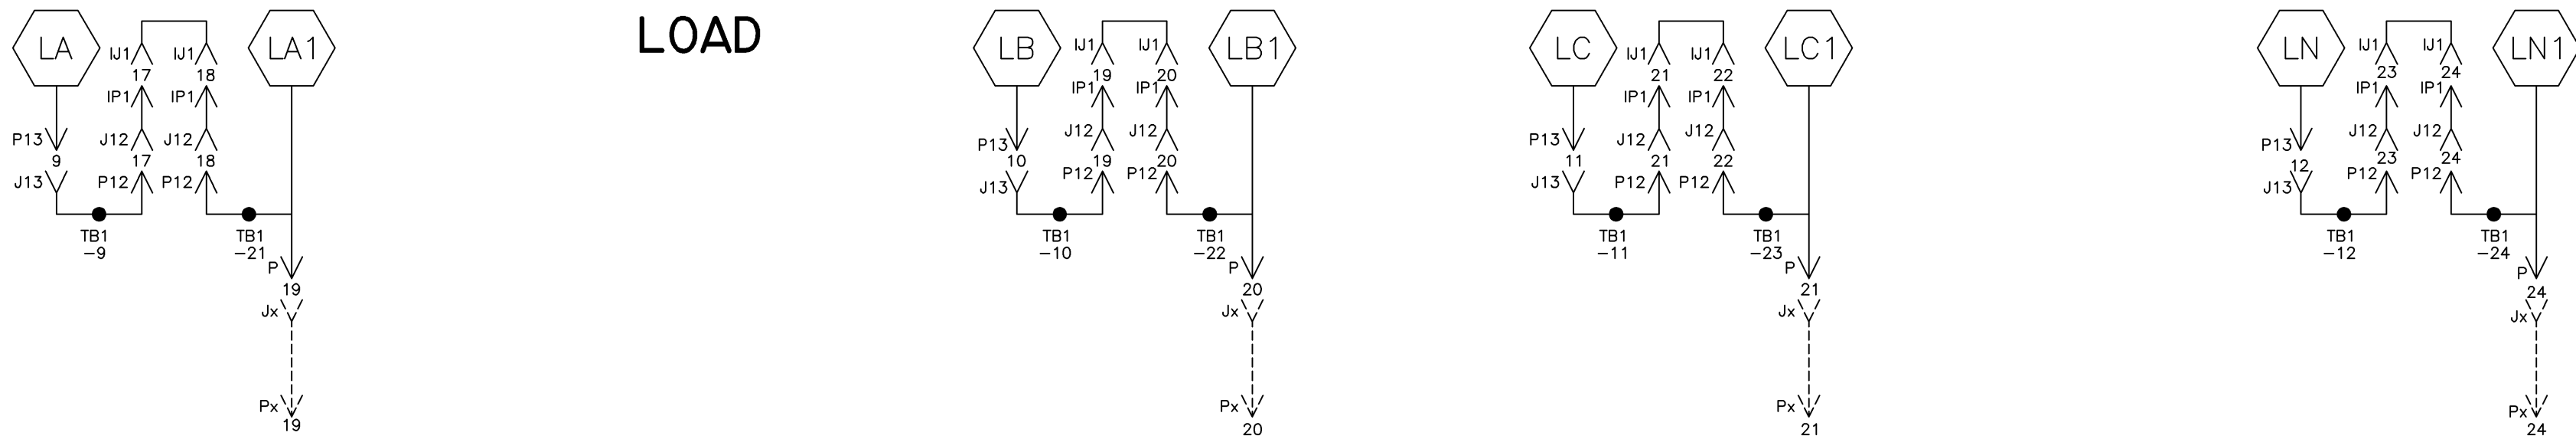 LA
IJ1
IJ1
LA1
17
18
IP1
IP1
P13
J12
J12
9
17
18
J13
P12
P12
TB1
-9
TB1
-21
P
19
Jx
Px
19
LOAD
LB
IJ1
IJ1
LB1
19
20
IP1
IP1
P13
J12
J12
10
19
20
J13
P12
P12
TB1
-10
TB1
-22
P
20
Jx
Px
20
LC
IJ1
IJ1
LC1
21
22
IP1
IP1
P13
J12
J12
11
21
22
J13
P12
P12
TB1
-11
TB1
-23
P
21
Jx
Px
21
LN
IJ1
IJ1
LN1
23
24
IP1
IP1
P13
J12
J12
12
23
24
J13
P12
P12
TB1
-12
TB1
-24
P
24
Jx
Px
24